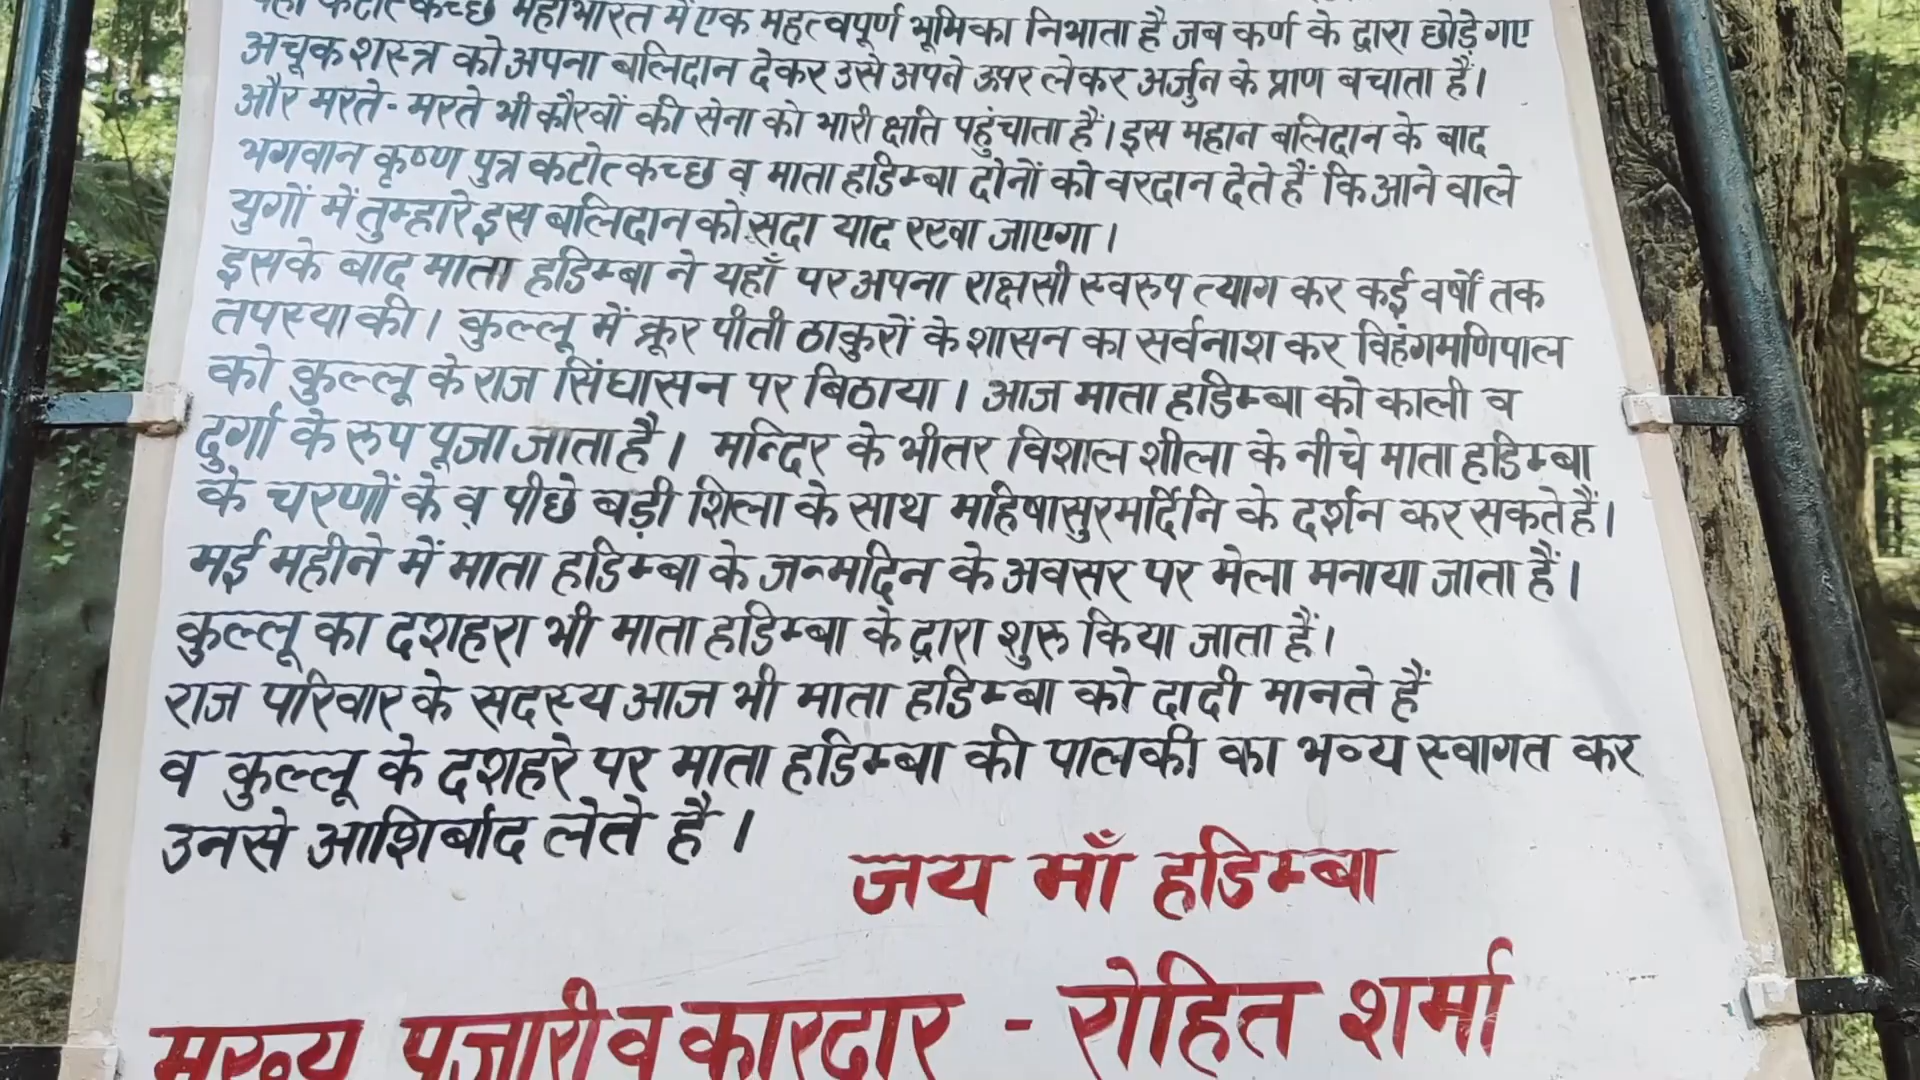 यही कटोत्कच्छ महाभारत में एक महत्वपूर्ण भूमिका निभाता है जब कर्ण के द्वारा छोड़े गए
अचूक शस्त्र को अपना बलिदान देकर उसे अपने ऊपर लेकर अर्जुन के प्राण बचाता हैं।
और मरते-मरते भी कौरवों की सेना को भारी क्षति पहुंचाता हैं। इस महान बलिदान के बाद
भगवान कृष्ण पुत्र कटोत्कच्छ व माता हडिम्बा दोनों को वरदान देते हैं कि आने वाले
युगों में तुम्हारे इस बलिदान को सदा याद रखा जाएगा।
इसके बाद माता हडिम्बा ने यहाँ पर अपना राक्षसी स्वरुप त्याग कर कई वर्षों तक
तपस्या की। कुल्लू में क्रूर पीती ठाकुरों के शासन का सर्वनाश कर विहंगमणिपाल
को कुल्लू के राज सिंघासन पर बिठाया। आज माता हडिम्बा को काली व
दुर्गा के रूप पूजा जाता है। मन्दिर के भीतर विशाल शीला के नीचे माता हडिम्बा
के चरणों के व पीछे बड़ी शिला के साथ महिषासुरमर्दिनि के दर्शन कर सकते हैं।
मई महीने में माता हडिम्बा के जन्मदिन के अवसर पर मेला मनाया जाता हैं।
कुल्लू का दशहरा भी माता हडिम्बा के द्वारा शुरू किया जाता हैं।
राज परिवार के सदस्य आज भी माता हडिम्बा को दादी मानते हैं
व कुल्लू के दशहरे पर माता हडिम्बा की पालकी का भव्य स्वागत कर
उनसे आशिर्बाद लेते है।
जय माँ हडिम्बा
मुख्य पुजारी व कारदार - रोहित शर्मा